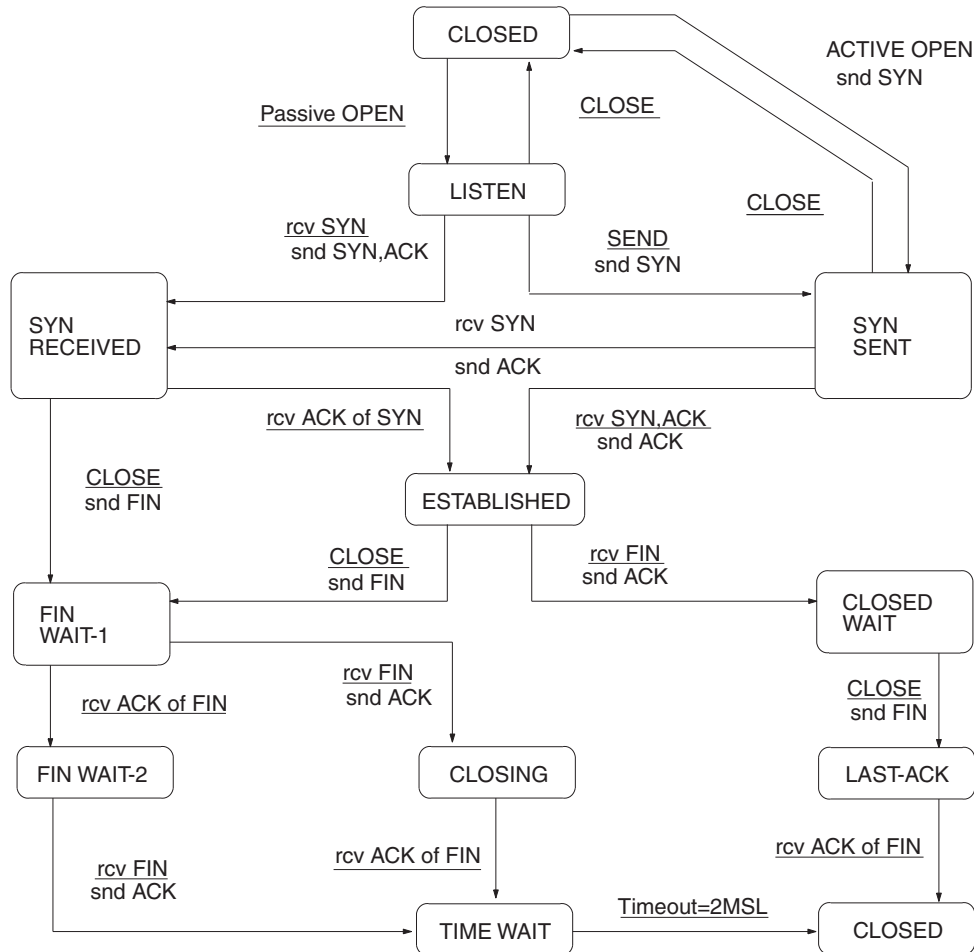 CLOSED
ACTIVE OPEN
snd SYN
Passive OPEN
CLOSE
LISTEN
CLOSE
rcv SYN
snd SYN,ACK
SEND
snd SYN
SYN
RECEIVED
rcv SYN
SYN
SENT
snd ACK
rcv ACK of SYN
rcv SYN,ACK
snd ACK
CLOSE
snd FIN
ESTABLISHED
CLOSE
snd FIN
rcv FIN
snd ACK
FIN
WAIT-1
CLOSED
WAIT
rcv FIN
snd ACK
rcv ACK of FIN
CLOSE
snd FIN
FIN WAIT-2
CLOSING
LAST-ACK
rcv FIN
snd ACK
rcv ACK of FIN
rcv ACK of FIN
TIME WAIT
Timeout=2MSL
CLOSED